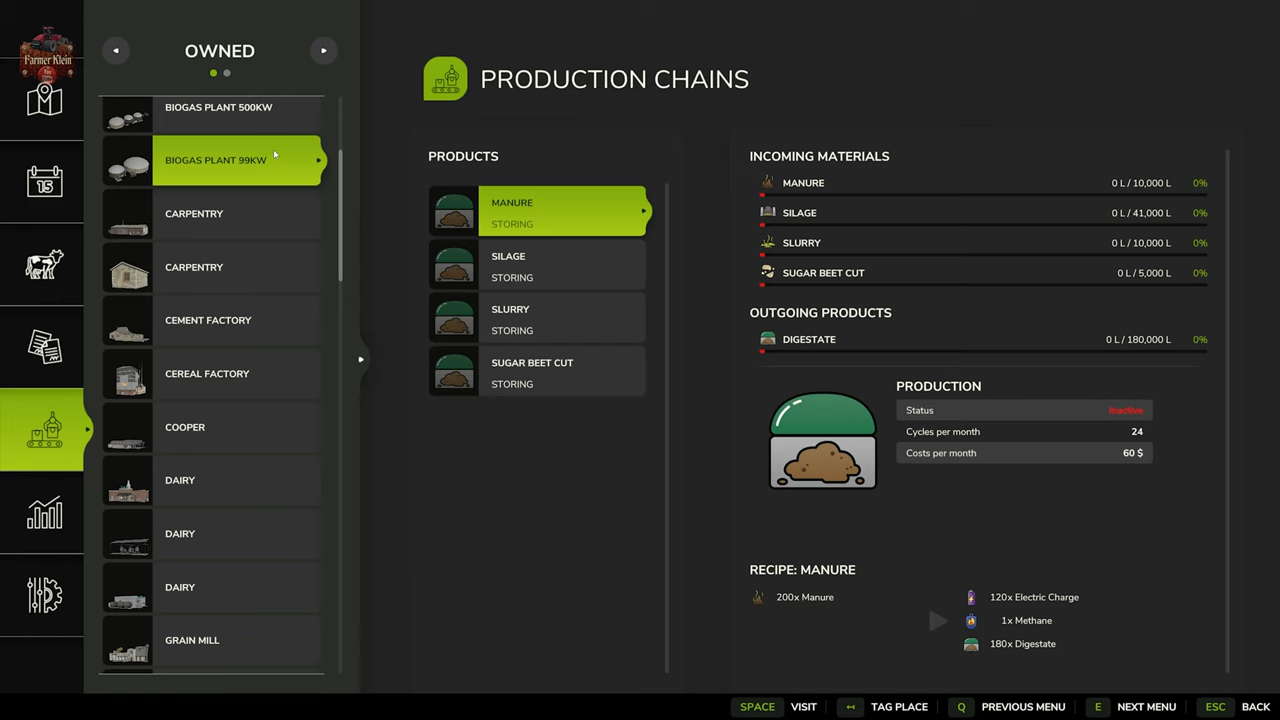 Farmer Klein
OWNED
BIOGAS PLANT 500KW
BIOGAS PLANT 99KW
CARPENTRY
CARPENTRY
CEMENT FACTORY
CEREAL FACTORY
COOPER
DAIRY
DAIRY
DAIRY
GRAIN MILL
15
PRODUCTION CHAINS
PRODUCTS
MANURE
STORING
SILAGE
STORING
SLURRY
STORING
SUGAR BEET CUT
STORING
INCOMING MATERIALS
MANURE 0 L / 10,000 L 0%
SILAGE 0 L / 41,000 L 0%
SLURRY 0 L / 10,000 L 0%
SUGAR BEET CUT 0 L / 5,000 L 0%
OUTGOING PRODUCTS
DIGESTATE 0 L / 180,000 L 0%
PRODUCTION
Status Inactive
Cycles per month 24
Costs per month 60 $
RECIPE: MANURE
200x Manure 120x Electric Charge
1x Methane
180x Digestate
SPACE VISIT TAG PLACE Q PREVIOUS MENU E NEXT MENU ESC BACK